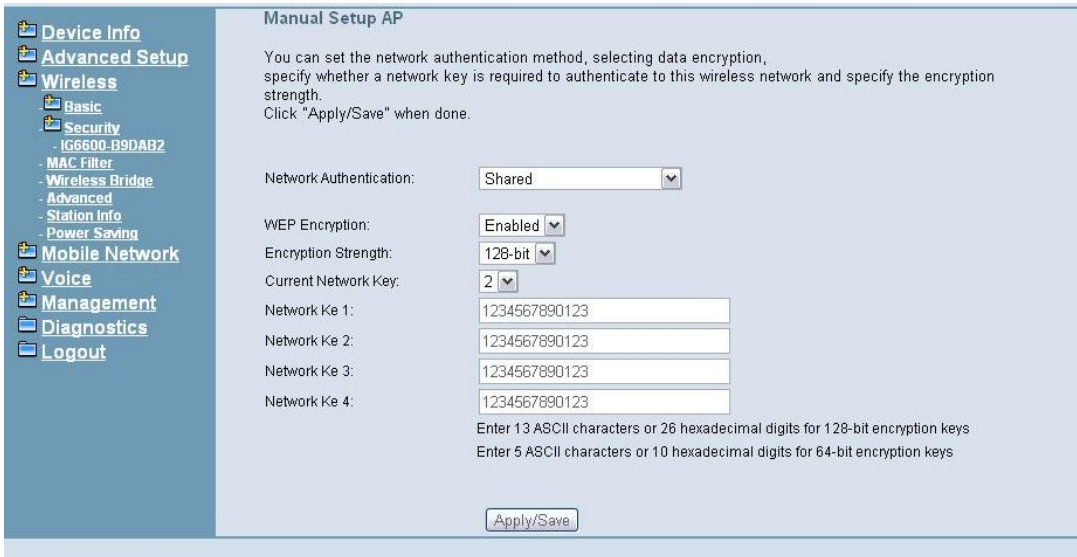 Device Info
Advanced Setup
Wireless
Basic
Security
- IG6600-B9DAB2
- MAC Filter
- Wireless Bridge
- Advanced
- Station Info
- Power Saving
Mobile Network
Voice
Management
Diagnostics
Logout
Manual Setup AP
You can set the network authentication method, selecting data encryption,
specify whether a network key is required to authenticate to this wireless network and specify the encryption
strength.
Click "Apply/Save" when done.
Network Authentication: Shared
WEP Encryption: Enabled
Encryption Strength: 128-bit
Current Network Key: 2
Network Ke 1: 1234567890123
Network Ke 2: 1234567890123
Network Ke 3: 1234567890123
Network Ke 4: 1234567890123
Enter 13 ASCII characters or 26 hexadecimal digits for 128-bit encryption keys
Enter 5 ASCII characters or 10 hexadecimal digits for 64-bit encryption keys
Apply/Save